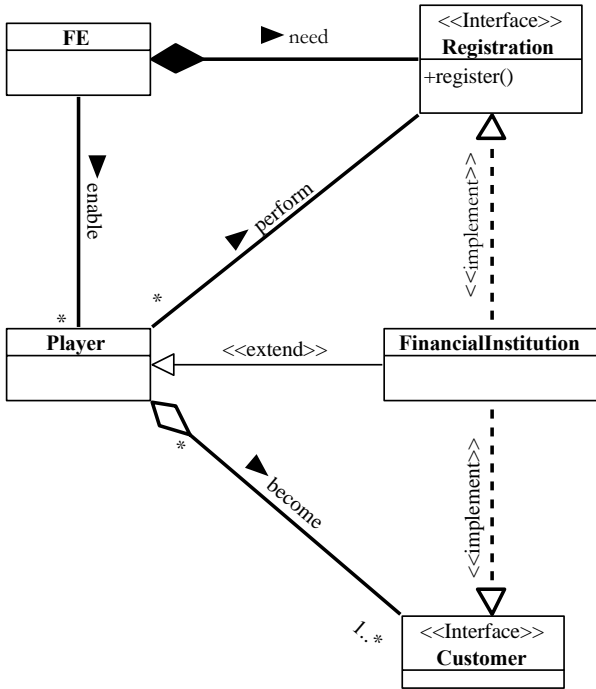 FE
need
<<Interface>>
Registration
+register()
enable
perform
<<implement>>
*
*
Player
<<extend>>
FinancialInstitution
*
become
<<implement>>
1.. *
<<Interface>>
Customer